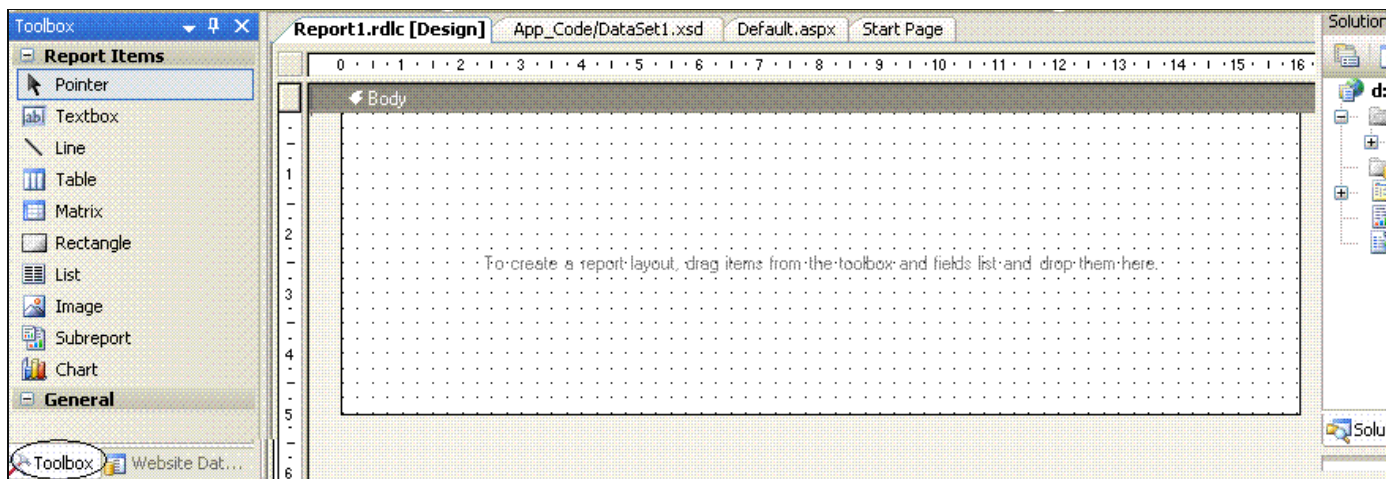 Toolbox
Report Items
Pointer
Textbox
Line
Table
Matrix
Rectangle
List
Image
Subreport
Chart
General
Toolbox
Website Dat...
Report1.rdlc [Design]
App_Code/DataSet1.xsd
Default.aspx
Start Page
0 1 2 3 4 5 6 7 8 9 10 11 12 13 14 15 16
Body
1
2
3
4
5
6
To create a report layout, drag items from the toolbox and fields list and drop them here.
Solution
d:
Solu